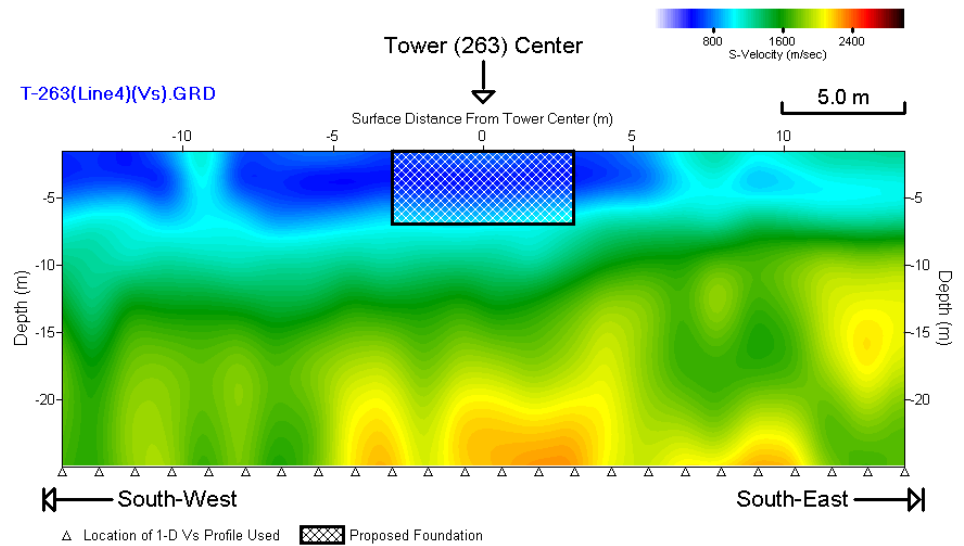 800 1600 2400
S-Velocity (m/sec)
Tower (263) Center
T-263(Line4)(Vs).GRD
5.0 m
Surface Distance From Tower Center (m)
-10 -5 0 5 10
-5 -5
-10 -10
Depth (m) Depth (m)
-15 -15
-20 -20
South-West South-East
Location of 1-D Vs Profile Used Proposed Foundation